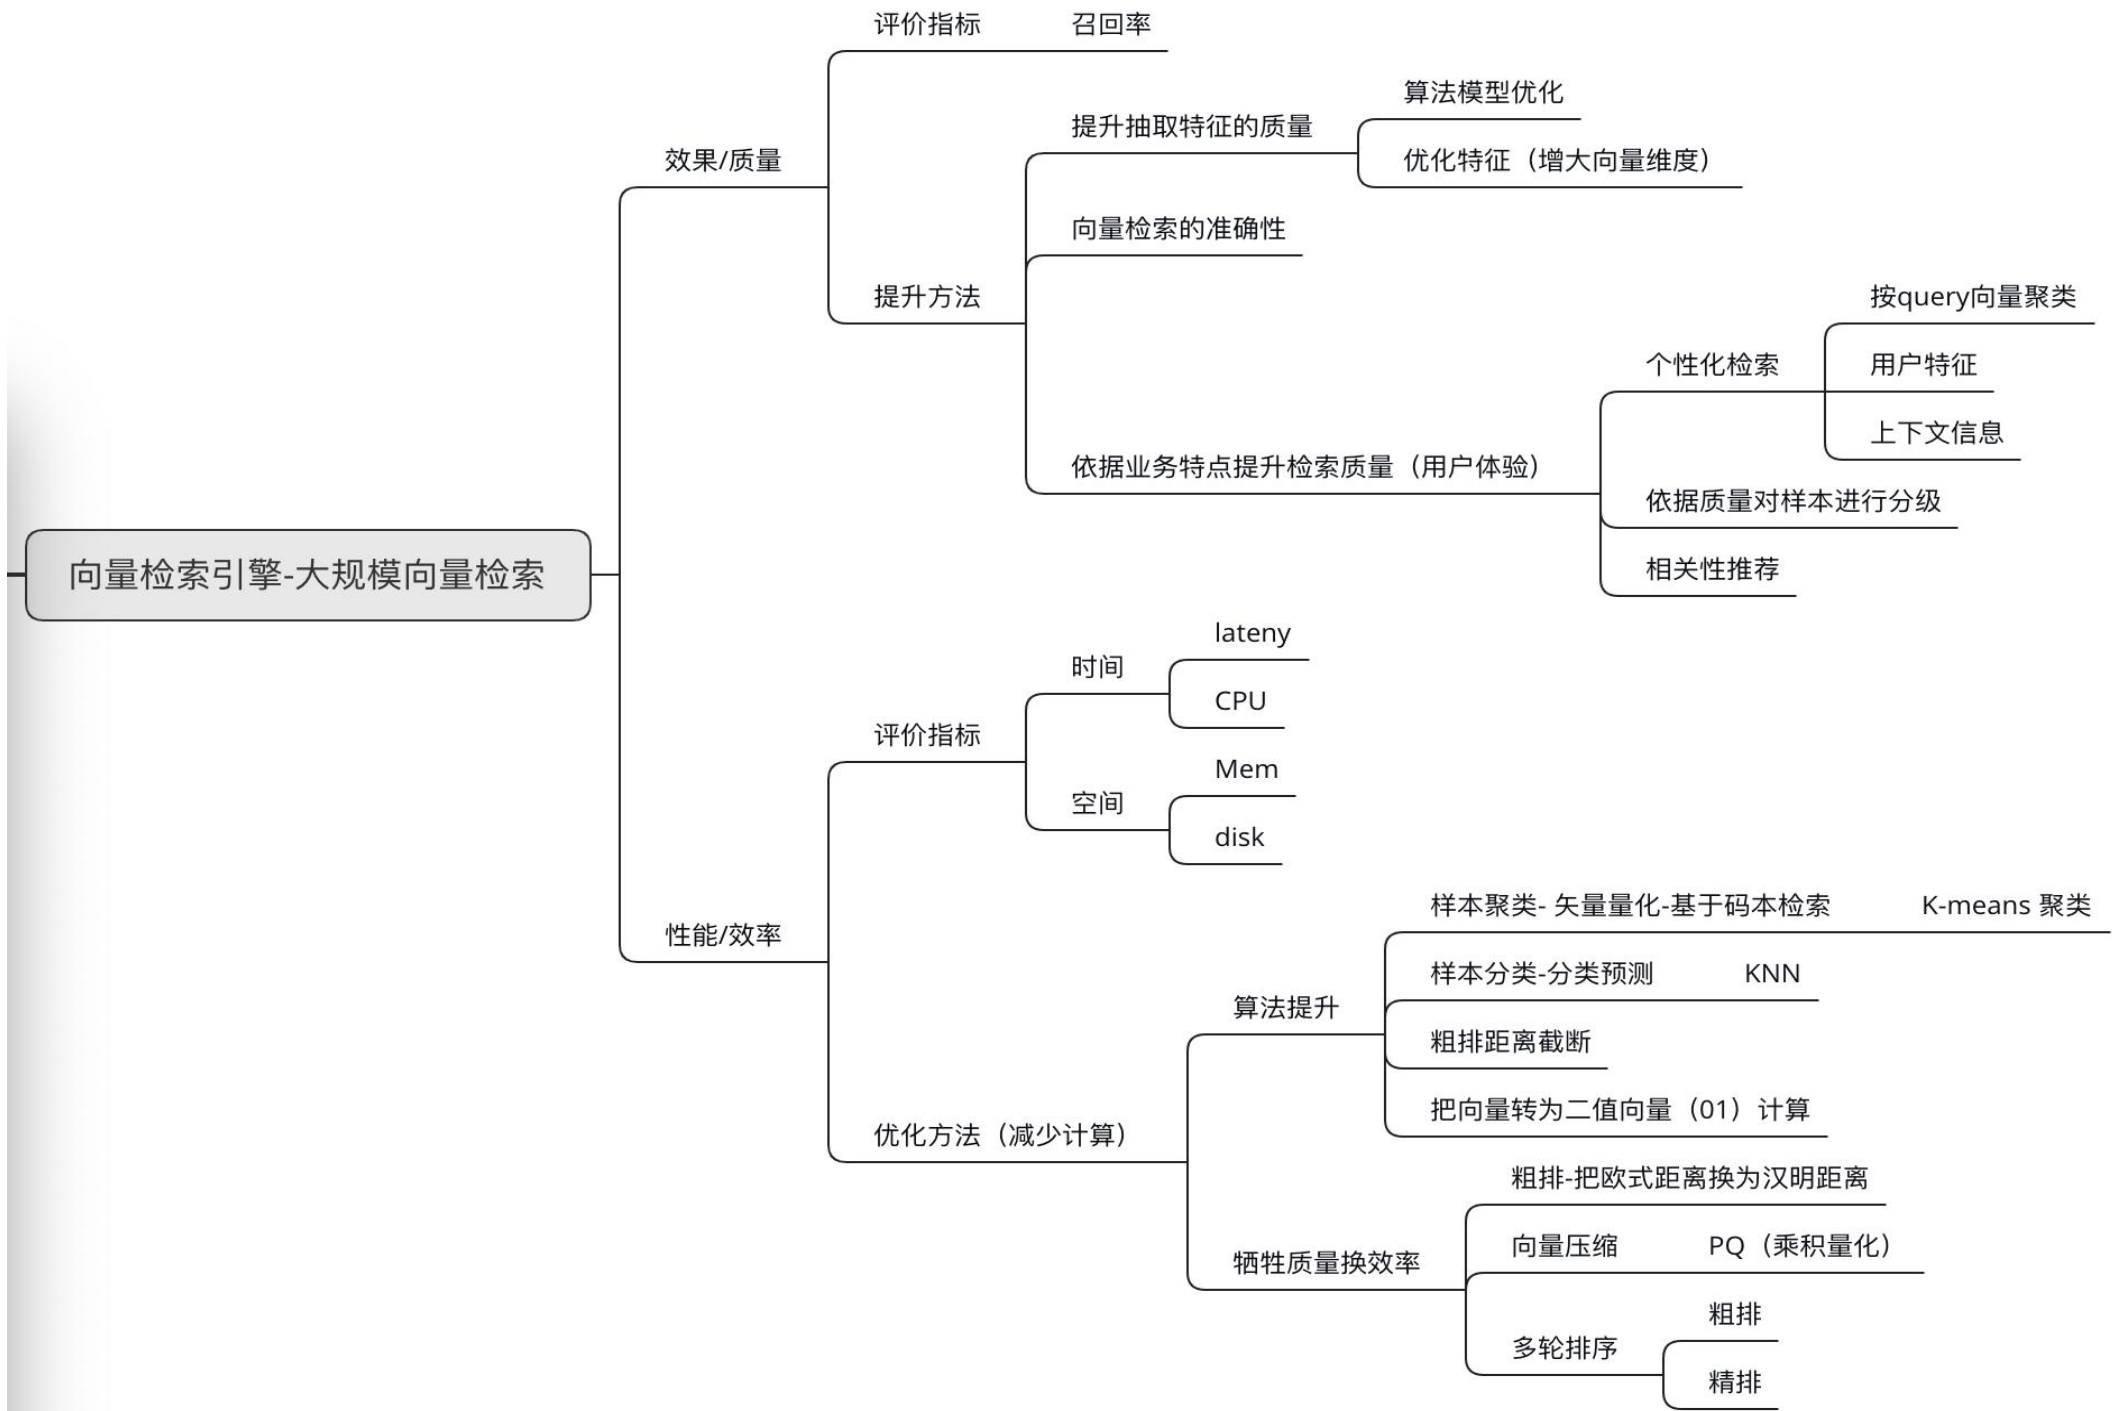 评价指标 召回率
算法模型优化
提升抽取特征的质量
效果/质量
优化特征（增大向量维度）
向量检索的准确性
提升方法
按query向量聚类
个性化检索
用户特征
上下文信息
依据业务特点提升检索质量（用户体验）
依据质量对样本进行分级
相关性推荐
向量检索引擎-大规模向量检索
lateny
时间
CPU
评价指标
Mem
空间
disk
性能/效率
样本聚类- 矢量量化-基于码本检索 K-means 聚类
样本分类-分类预测 KNN
算法提升
粗排距离截断
把向量转为二值向量（01）计算
优化方法（减少计算）
粗排-把欧式距离换为汉明距离
向量压缩 PQ（乘积量化）
牺牲质量换效率
粗排
多轮排序
精排